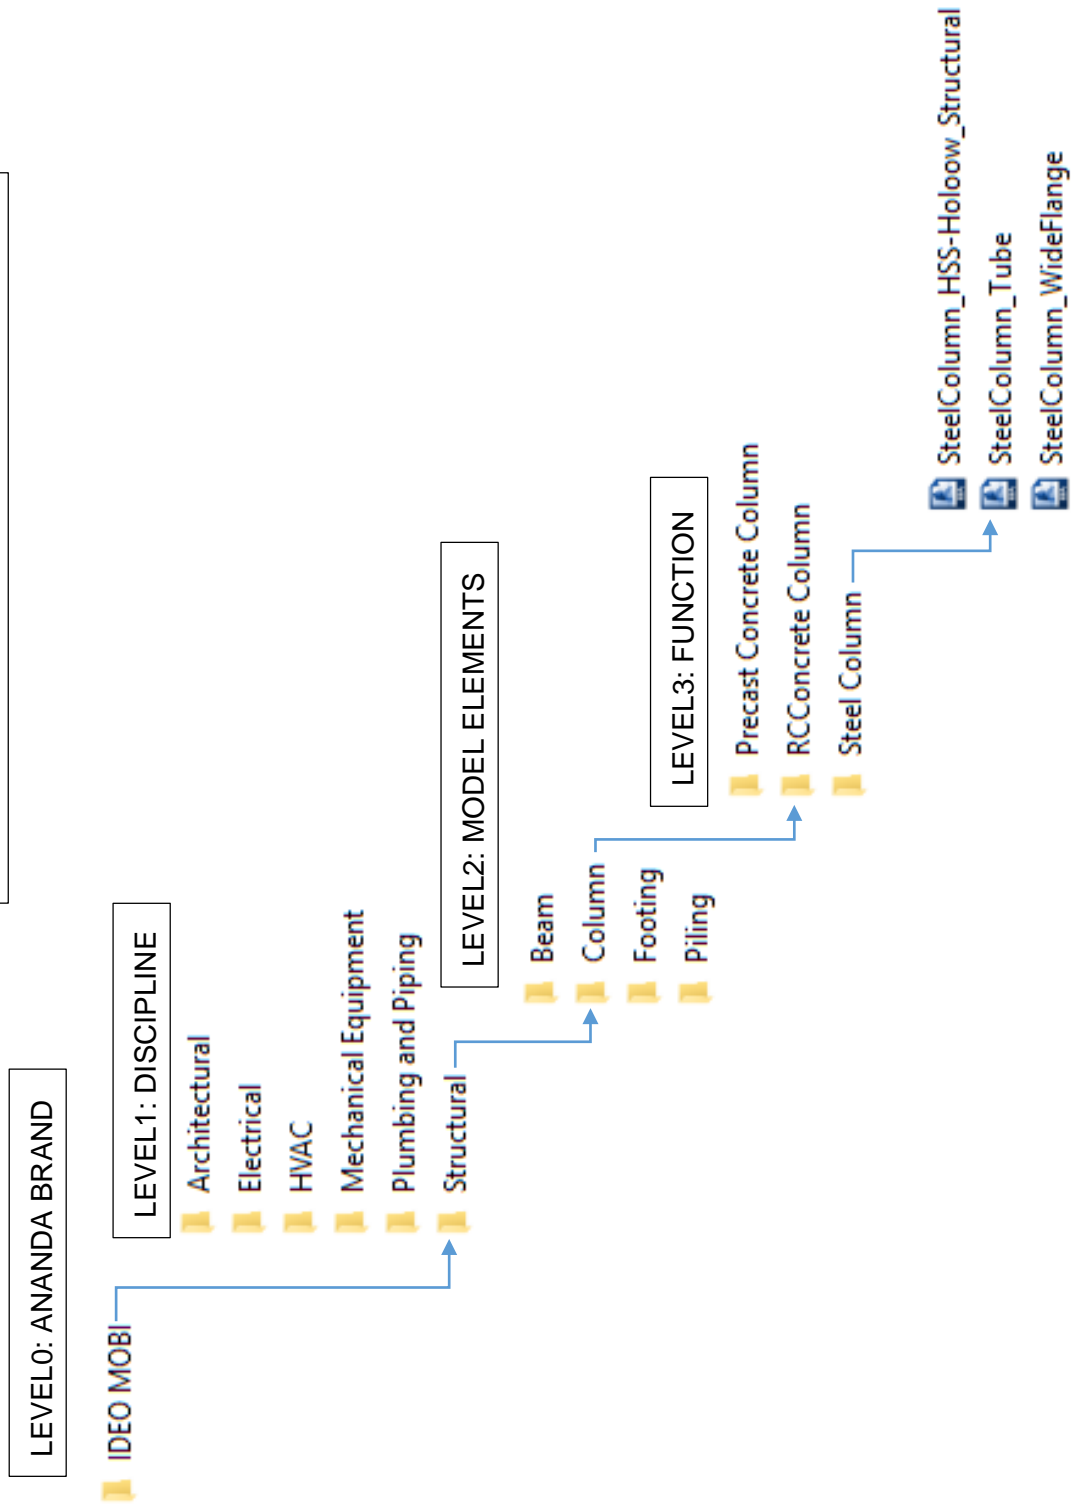 LEVEL0: ANANDA BRAND
IDEO MOBI
LEVEL1: DISCIPLINE
Architectural
Electrical
HVAC
Mechanical Equipment
Plumbing and Piping
Structural
LEVEL2: MODEL ELEMENTS
Beam
Column
Footing
Piling
LEVEL3: FUNCTION
Precast Concrete Column
RCConcrete Column
Steel Column
SteelColumn_HSS-Holoow_Structural
SteelColumn_Tube
SteelColumn_WideFlange